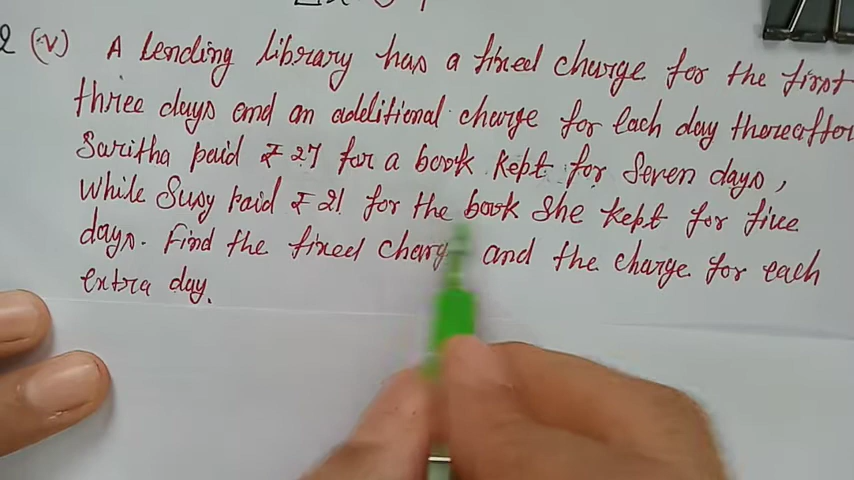 2 (v) A lending library has a fixed charge for the first
three days and an additional charge for each day thereafter
Saritha paid ₹ 27 for a book kept for Seven days,
While Susy paid ₹ 21 for the book She kept for five
days. Find the fixed charge and the charge for each
extra day.